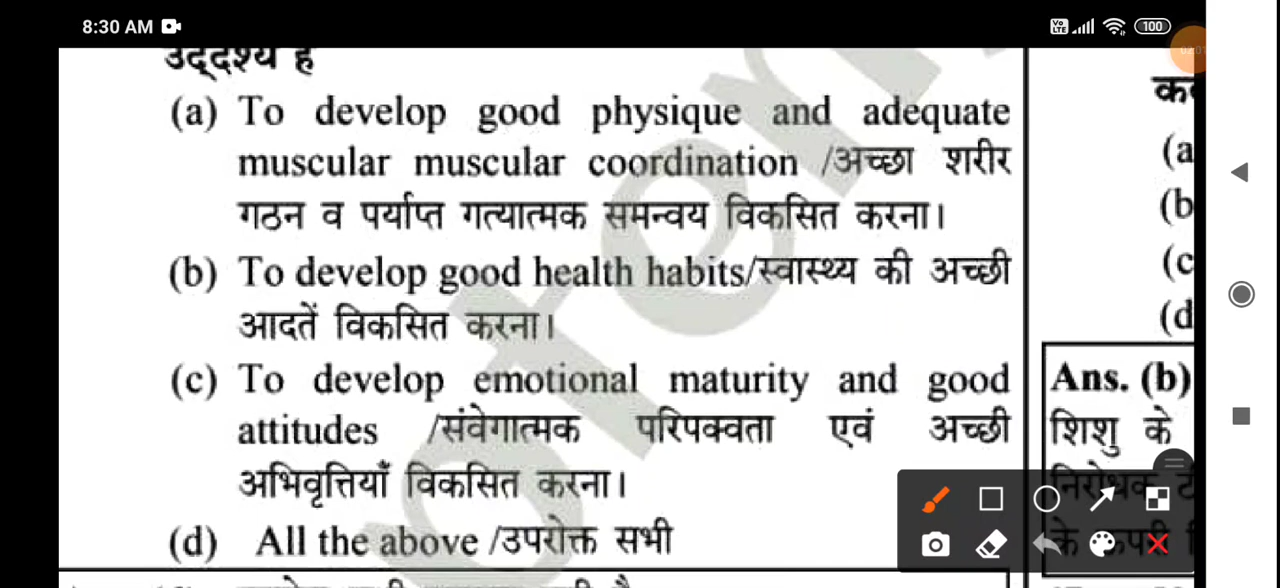 8:30 AM
100
02:01
उद्देश्य है
(a) To develop good physique and adequate
muscular muscular coordination /अच्छा शरीर
गठन व पर्याप्त गत्यात्मक समन्वय विकसित करना।
(b) To develop good health habits/स्वास्थ्य की अच्छी
आदतें विकसित करना।
(c) To develop emotional maturity and good
attitudes /संवेगात्मक परिपक्वता एवं अच्छी
अभिवृत्तियाँ विकसित करना।
(d) All the above /उपरोक्त सभी
(a
(b
(c
(d
Ans. (b)
शिशु के